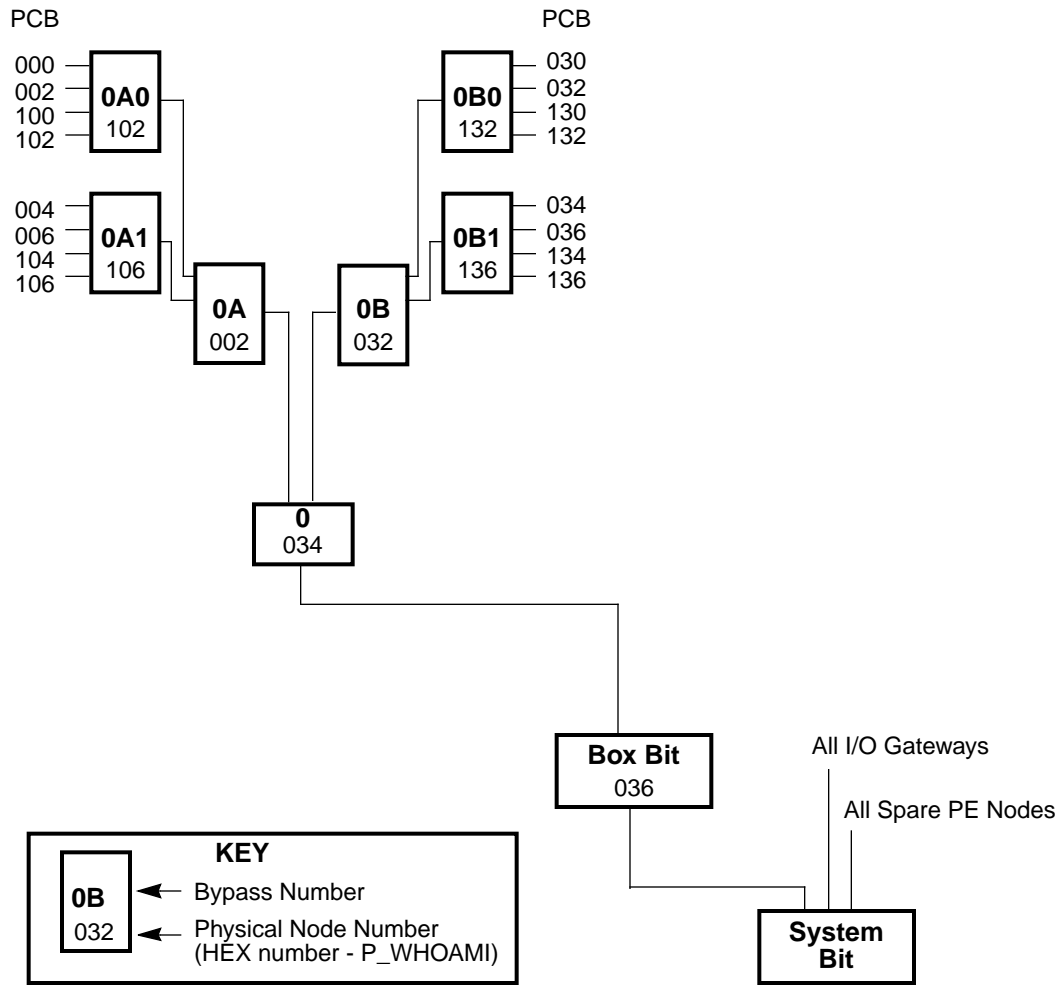 PCB
000
002
100
102
0A0
102
004
006
104
106
0A1
106
0A
002
PCB
0B0
132
030
032
130
132
0B1
136
034
036
134
136
0B
032
0
034
Box Bit
036
All I/O Gateways
All Spare PE Nodes
System
Bit
KEY
0B
032
Bypass Number
Physical Node Number
(HEX number - P_WHOAMI)